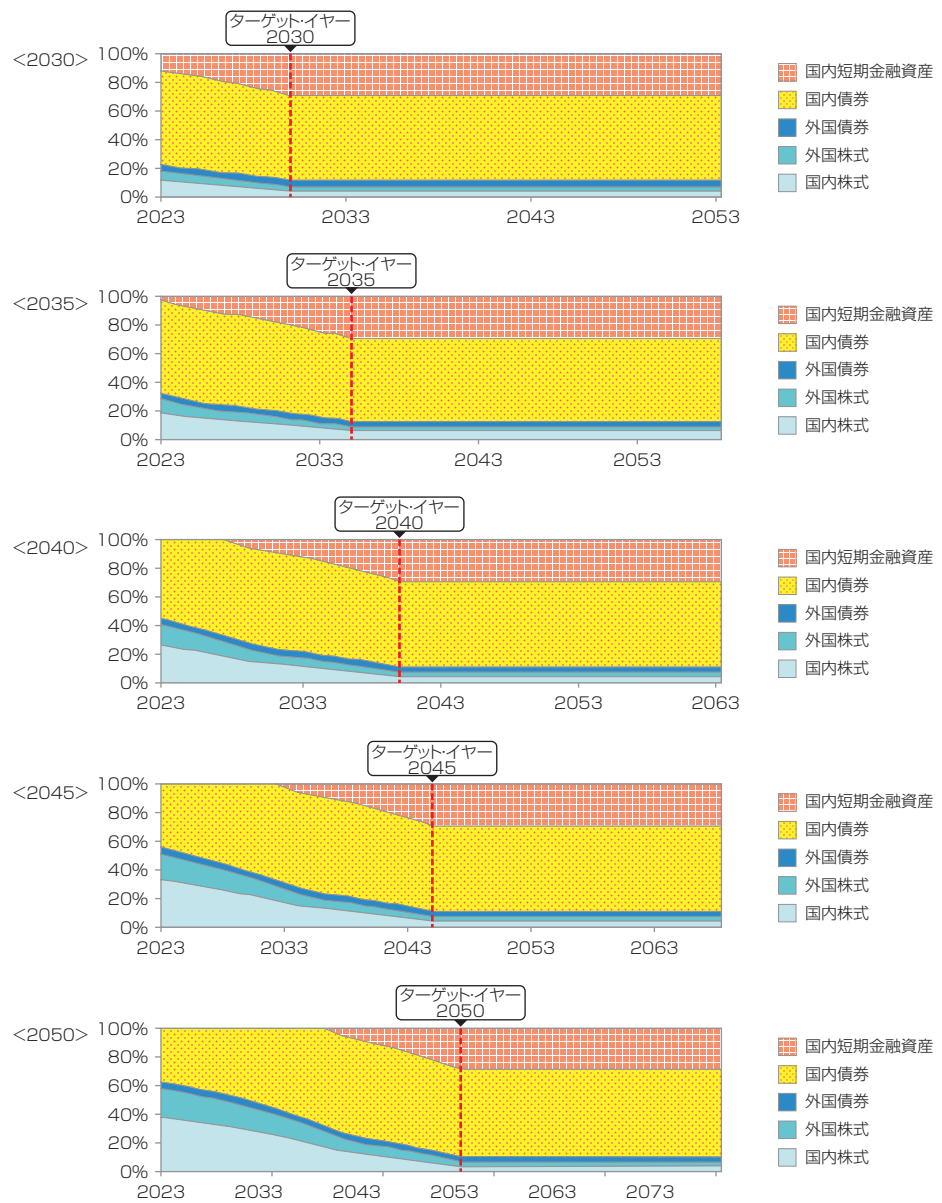 ターゲット・イヤー
2030
<2030>
100%
80%
60%
40%
20%
0%
2023 2033 2043 2053
国内短期金融資産
国内債券
外国債券
外国株式
国内株式
ターゲット・イヤー
2035
<2035>
100%
80%
60%
40%
20%
0%
2023 2033 2043 2053
国内短期金融資産
国内債券
外国債券
外国株式
国内株式
ターゲット・イヤー
2040
<2040>
100%
80%
60%
40%
20%
0%
2023 2033 2043 2053 2063
国内短期金融資産
国内債券
外国債券
外国株式
国内株式
ターゲット・イヤー
2045
<2045>
100%
80%
60%
40%
20%
0%
2023 2033 2043 2053 2063
国内短期金融資産
国内債券
外国債券
外国株式
国内株式
ターゲット・イヤー
2050
<2050>
100%
80%
60%
40%
20%
0%
2023 2033 2043 2053 2063 2073
国内短期金融資産
国内債券
外国債券
外国株式
国内株式